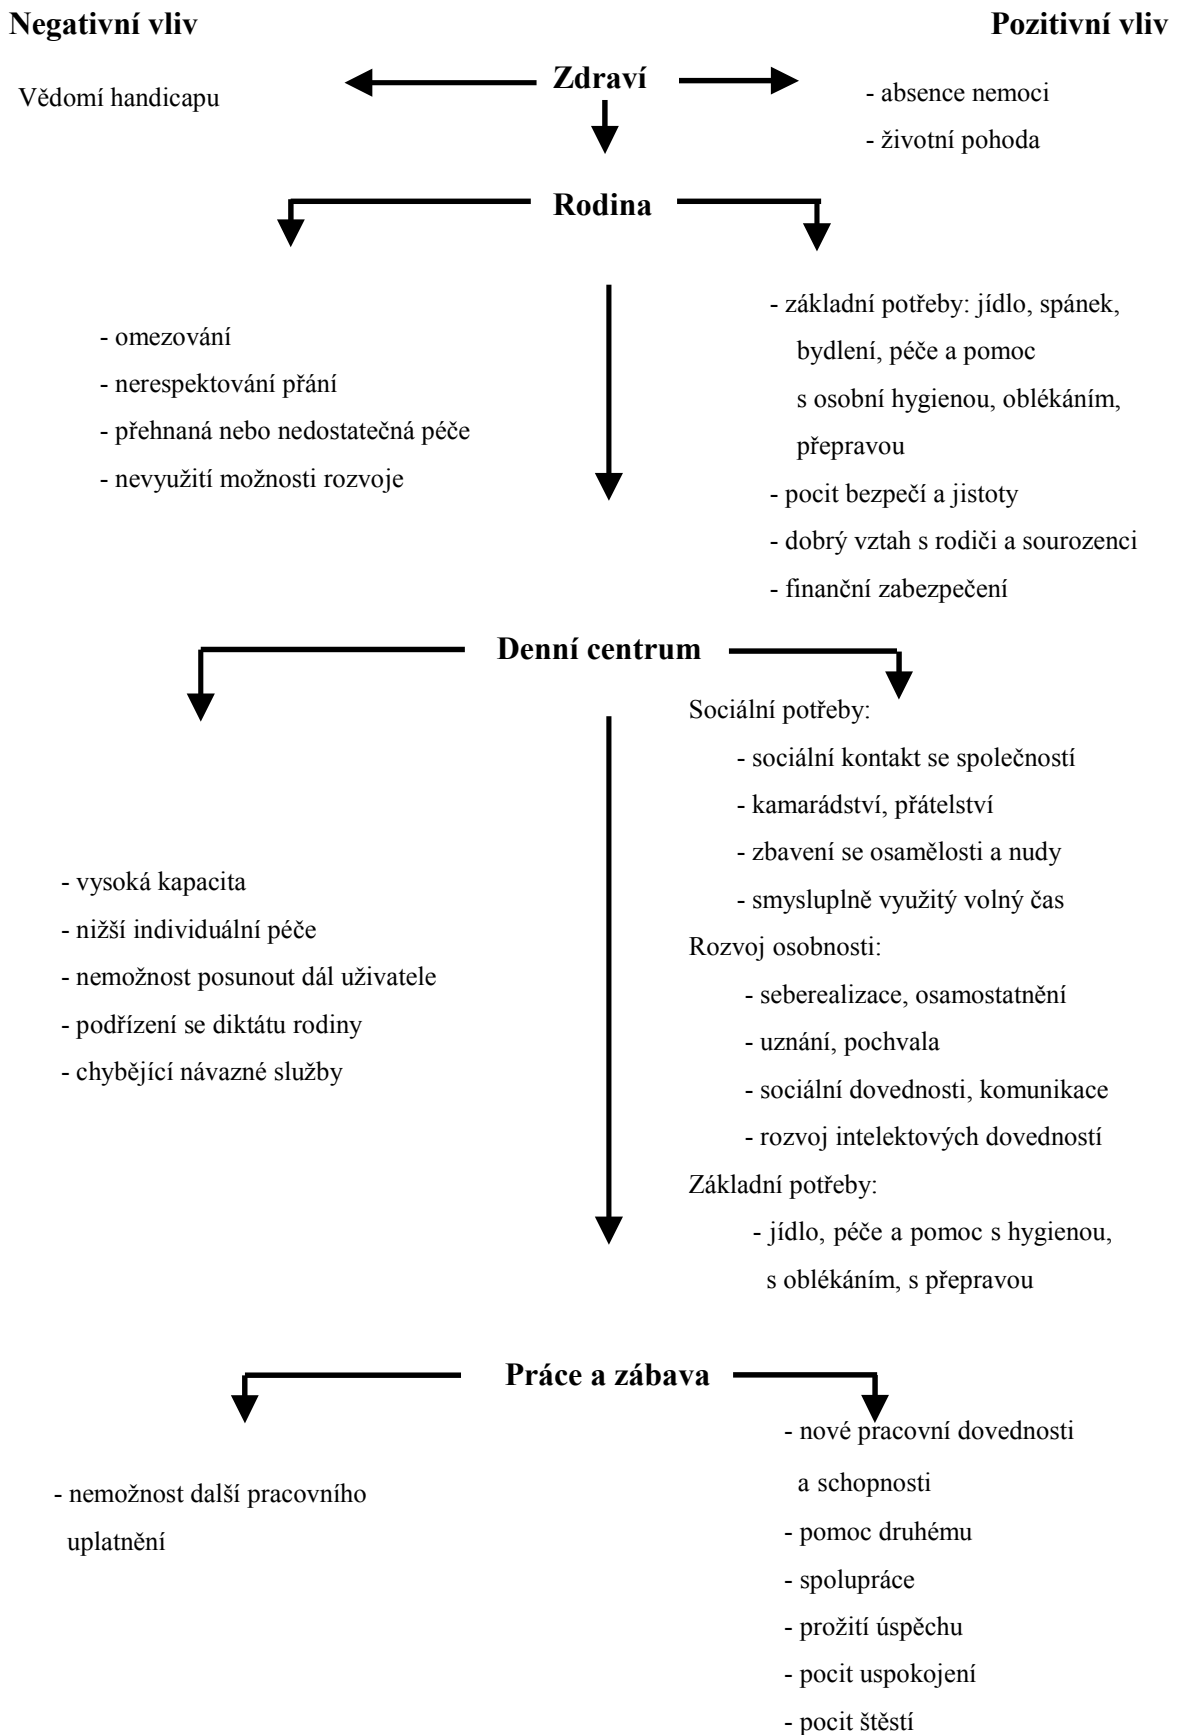 Negativní vliv
Pozitivní vliv
Zdraví
Vědomí handicapu
- absence nemoci
- životní pohoda
Rodina
- omezování
- nerespektování přání
- přehnaná nebo nedostatečná péče
- nevyužití možnosti rozvoje
- základní potřeby: jídlo, spánek,
bydlení, péče a pomoc
s osobní hygienou, oblékáním,
přepravou
- pocit bezpečí a jistoty
- dobrý vztah s rodiči a sourozenci
- finanční zabezpečení
Denní centrum
- vysoká kapacita
- nižší individuální péče
- nemožnost posunout dál uživatele
- podřízení se diktátu rodiny
- chybějící návazné služby
Sociální potřeby:
- sociální kontakt se společností
- kamarádství, přátelství
- zbavení se osamělosti a nudy
- smysluplně využitý volný čas
Rozvoj osobnosti:
- seberealizace, osamostatnění
- uznání, pochvala
- sociální dovednosti, komunikace
- rozvoj intelektových dovedností
Základní potřeby:
- jídlo, péče a pomoc s hygienou,
s oblékáním, s přepravou
Práce a zábava
- nemožnost další pracovního
uplatnění
- nové pracovní dovednosti
a schopnosti
- pomoc druhému
- spolupráce
- prožití úspěchu
- pocit uspokojení
- pocit štěstí